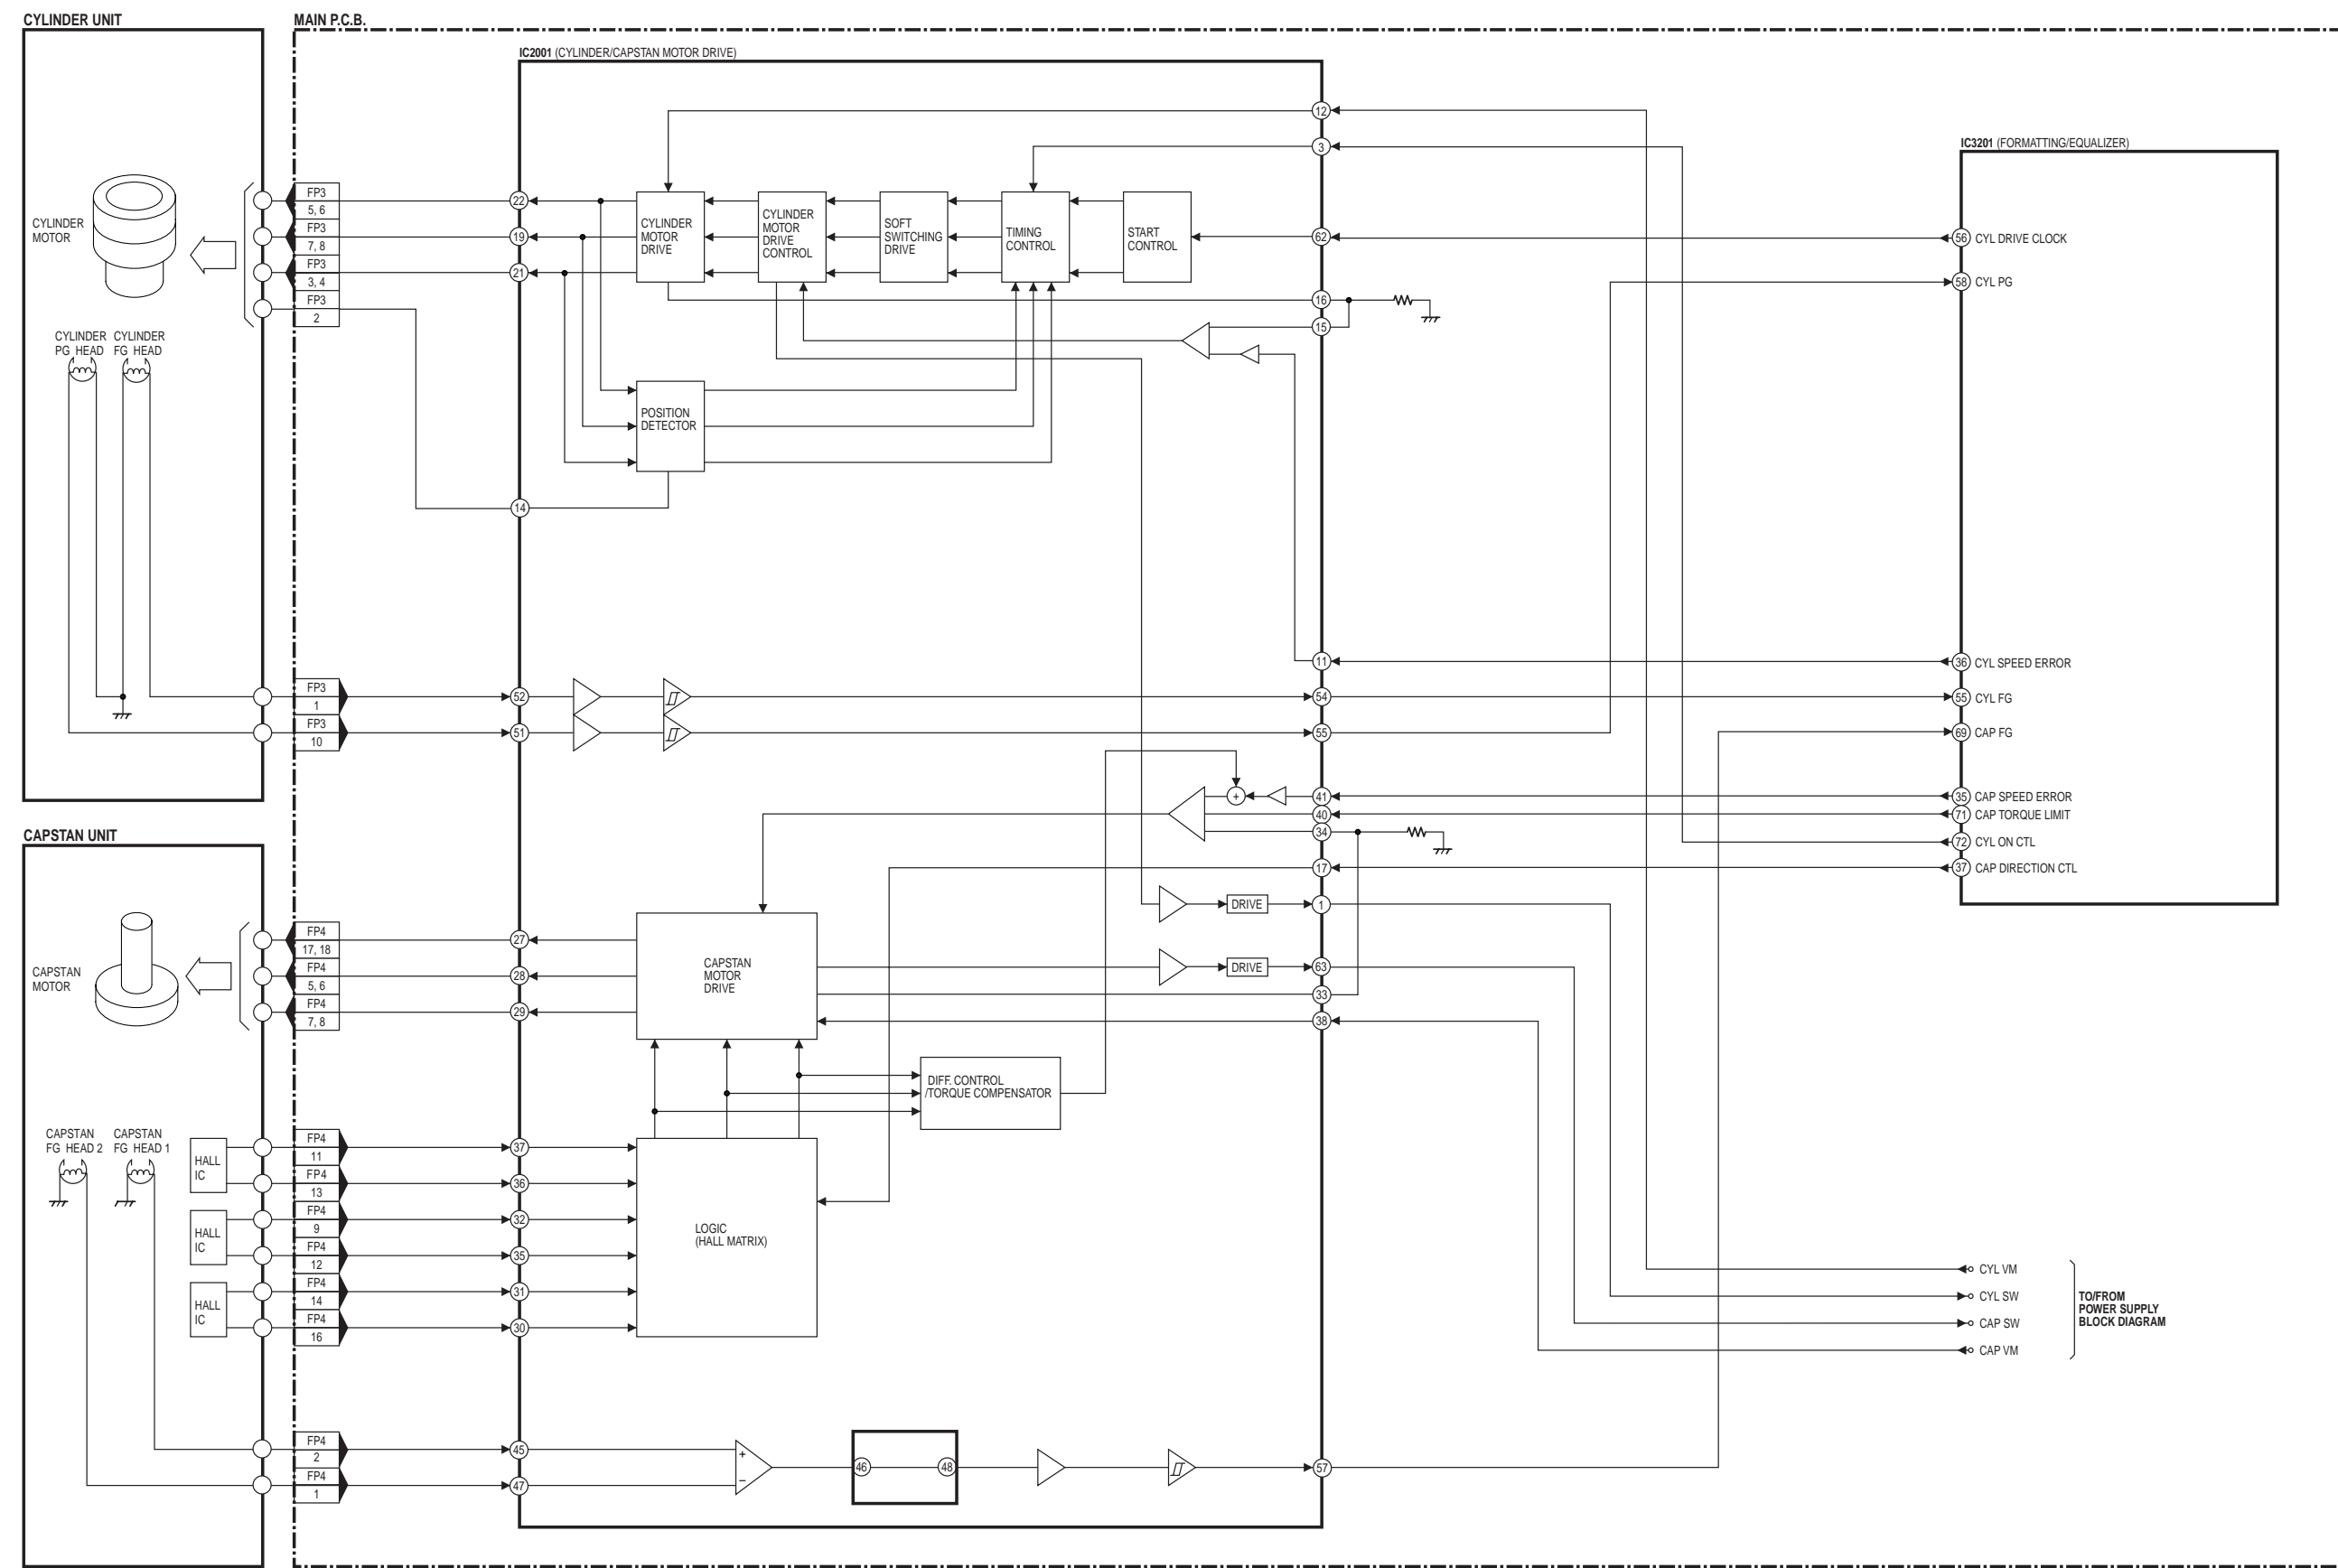 CYLINDER UNIT
MAIN P.C.B.
IC2001 (CYLINDER/CAPSTAN MOTOR DRIVE)
12
3
IC3201 (FORMATTING/EQUALIZER)
CYLINDER
MOTOR
FP3
5, 6
FP3
7, 8
FP3
3, 4
FP3
2
22
19
21
CYLINDER
MOTOR
DRIVE
CYLINDER
MOTOR
DRIVE
CONTROL
SOFT
SWITCHING
DRIVE
TIMING
CONTROL
START
CONTROL
62
56 CYL DRIVE CLOCK
58 CYL PG
16
15
CYLINDER
PG HEAD
CYLINDER
FG HEAD
POSITION
DETECTOR
14
11
36 CYL SPEED ERROR
FP3
1
FP3
10
52
51
54
55
55 CYL FG
69 CAP FG
+
41
40
34
17
35 CAP SPEED ERROR
71 CAP TORQUE LIMIT
72 CYL ON CTL
37 CAP DIRECTION CTL
CAPSTAN UNIT
CAPSTAN
MOTOR
FP4
17, 18
FP4
5, 6
FP4
7, 8
27
28
29
CAPSTAN
MOTOR
DRIVE
DRIVE
1
DRIVE
63
33
38
DIFF. CONTROL
/TORQUE COMPENSATOR
CAPSTAN
FG HEAD 2
CAPSTAN
FG HEAD 1
HALL
IC
HALL
IC
HALL
IC
FP4
11
FP4
13
FP4
9
FP4
12
FP4
14
FP4
16
37
36
32
35
31
30
LOGIC
(HALL MATRIX)
CYL VM
CYL SW
CAP SW
CAP VM
TO/FROM
POWER SUPPLY
BLOCK DIAGRAM
FP4
2
FP4
1
45
47
+
−
46
48
57